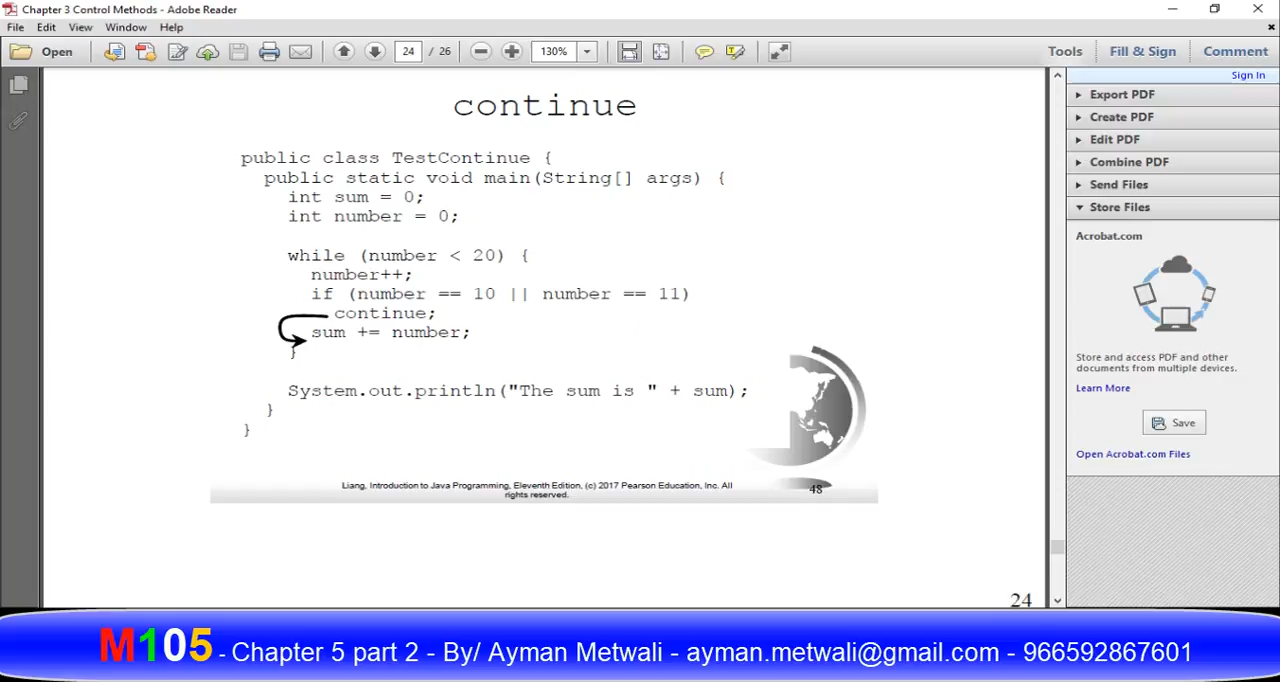 Chapter 3 Control Methods - Adobe Reader
File Edit View Window Help
Open 24 / 26 130% Tools Fill & Sign Comment
Sign In
Export PDF
Create PDF
Edit PDF
Combine PDF
Send Files
Store Files
Acrobat.com
Store and access PDF and other
documents from multiple devices.
Learn More
Save
Open Acrobat.com Files
continue
public class TestContinue {
public static void main(String[] args) {
int sum = 0;
int number = 0;
while (number < 20) {
number++;
if (number == 10 || number == 11)
continue;
sum += number;
}
System.out.println("The sum is " + sum);
}
}
Liang, Introduction to Java Programming, Eleventh Edition, (c) 2017 Pearson Education, Inc. All
rights reserved.
48
24
M105 - Chapter 5 part 2 - By/ Ayman Metwali - ayman.metwali@gmail.com - 966592867601